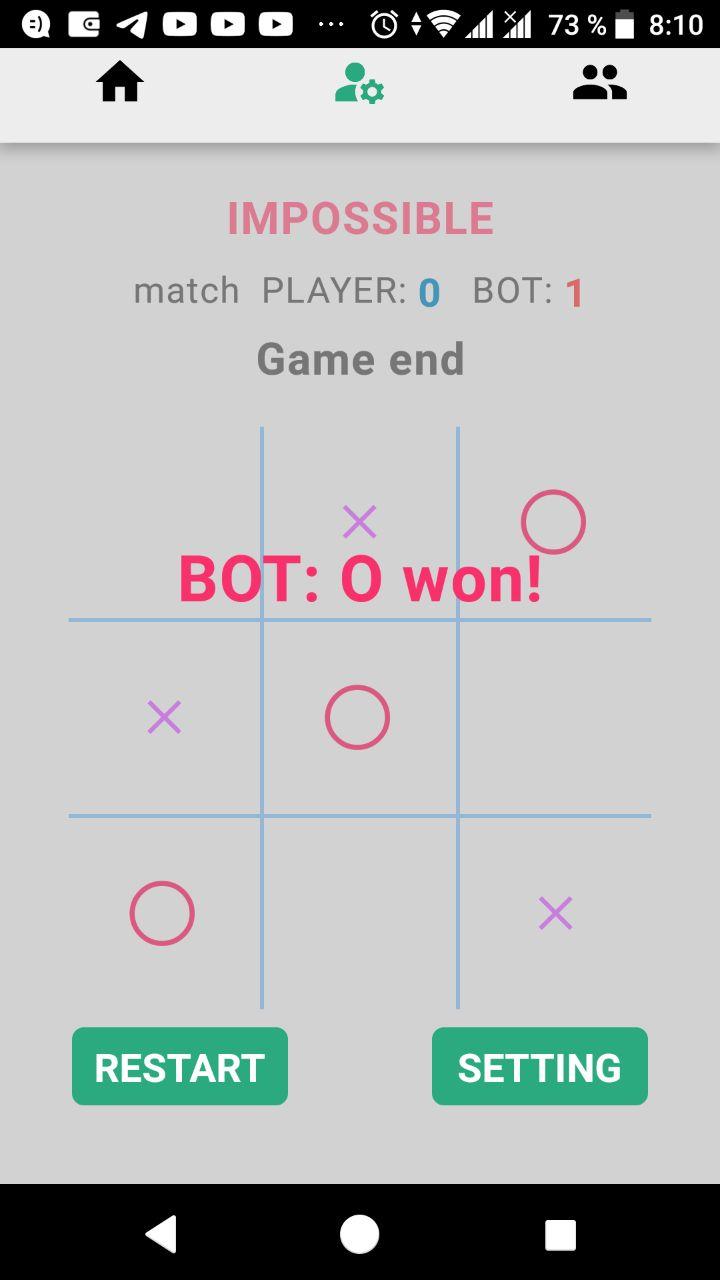 73 % 8:10
IMPOSSIBLE
match PLAYER: 0 BOT: 1
Game end
BOT: O won!
RESTART SETTING